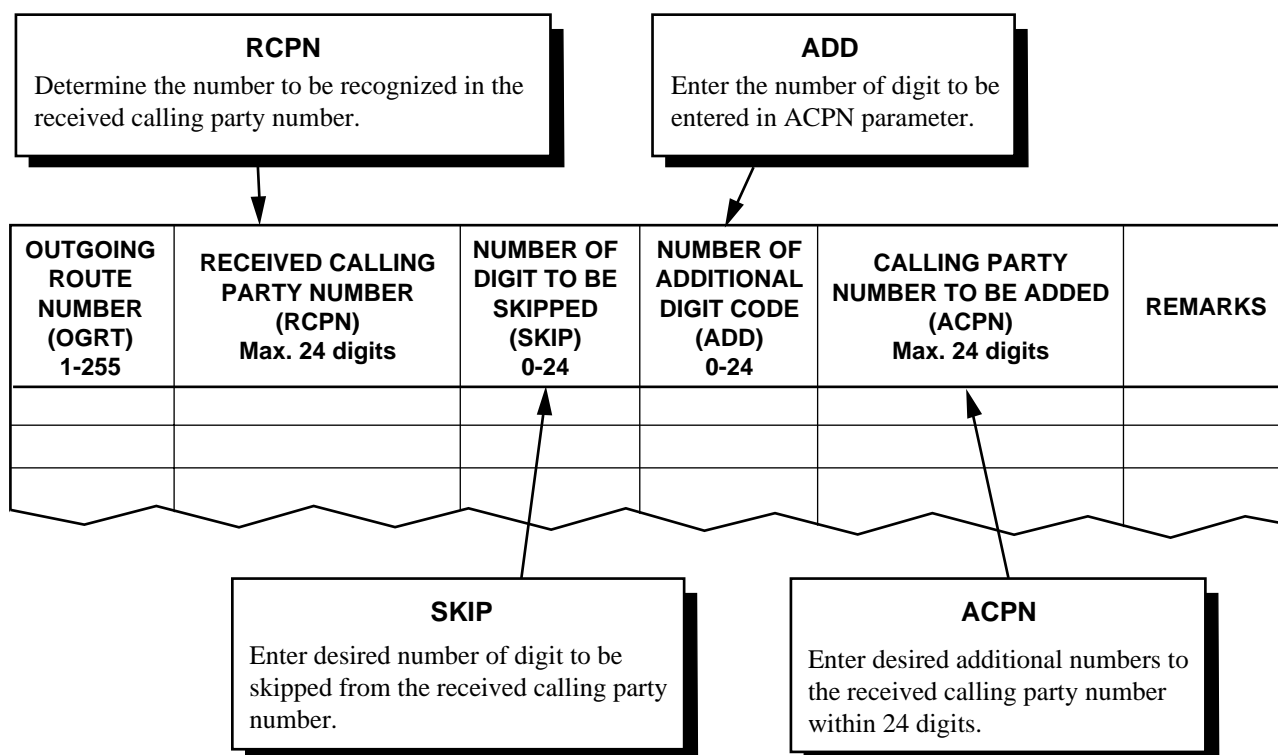 RCPN
Determine the number to be recognized in the
received calling party number.
ADD
Enter the number of digit to be
entered in ACPN parameter.
OUTGOING
ROUTE
NUMBER
(OGRT)
1-255
RECEIVED CALLING
PARTY NUMBER
(RCPN)
Max. 24 digits
NUMBER OF
DIGIT TO BE
SKIPPED
(SKIP)
0-24
NUMBER OF
ADDITIONAL
DIGIT CODE
(ADD)
0-24
CALLING PARTY
NUMBER TO BE ADDED
(ACPN)
Max. 24 digits
REMARKS
SKIP
Enter desired number of digit to be
skipped from the received calling party
number.
ACPN
Enter desired additional numbers to
the received calling party number
within 24 digits.